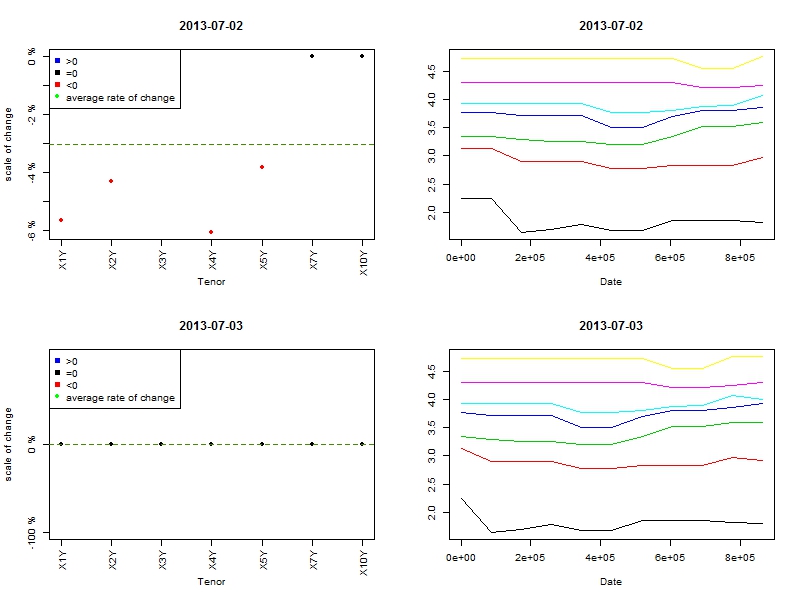 2013-07-02
2013-07-02
scale of change
0 %
-2 %
-4 %
-6 %
>0
=0
<0
average rate of change
X1Y X2Y X3Y X4Y X5Y X7Y X10Y
Tenor
4.5
4.0
3.5
3.0
2.5
2.0
0e+00 2e+05 4e+05 6e+05 8e+05
Date
2013-07-03
2013-07-03
scale of change
0 %
-100 %
>0
=0
<0
average rate of change
X1Y X2Y X3Y X4Y X5Y X7Y X10Y
Tenor
4.5
4.0
3.5
3.0
2.5
2.0
0e+00 2e+05 4e+05 6e+05 8e+05
Date